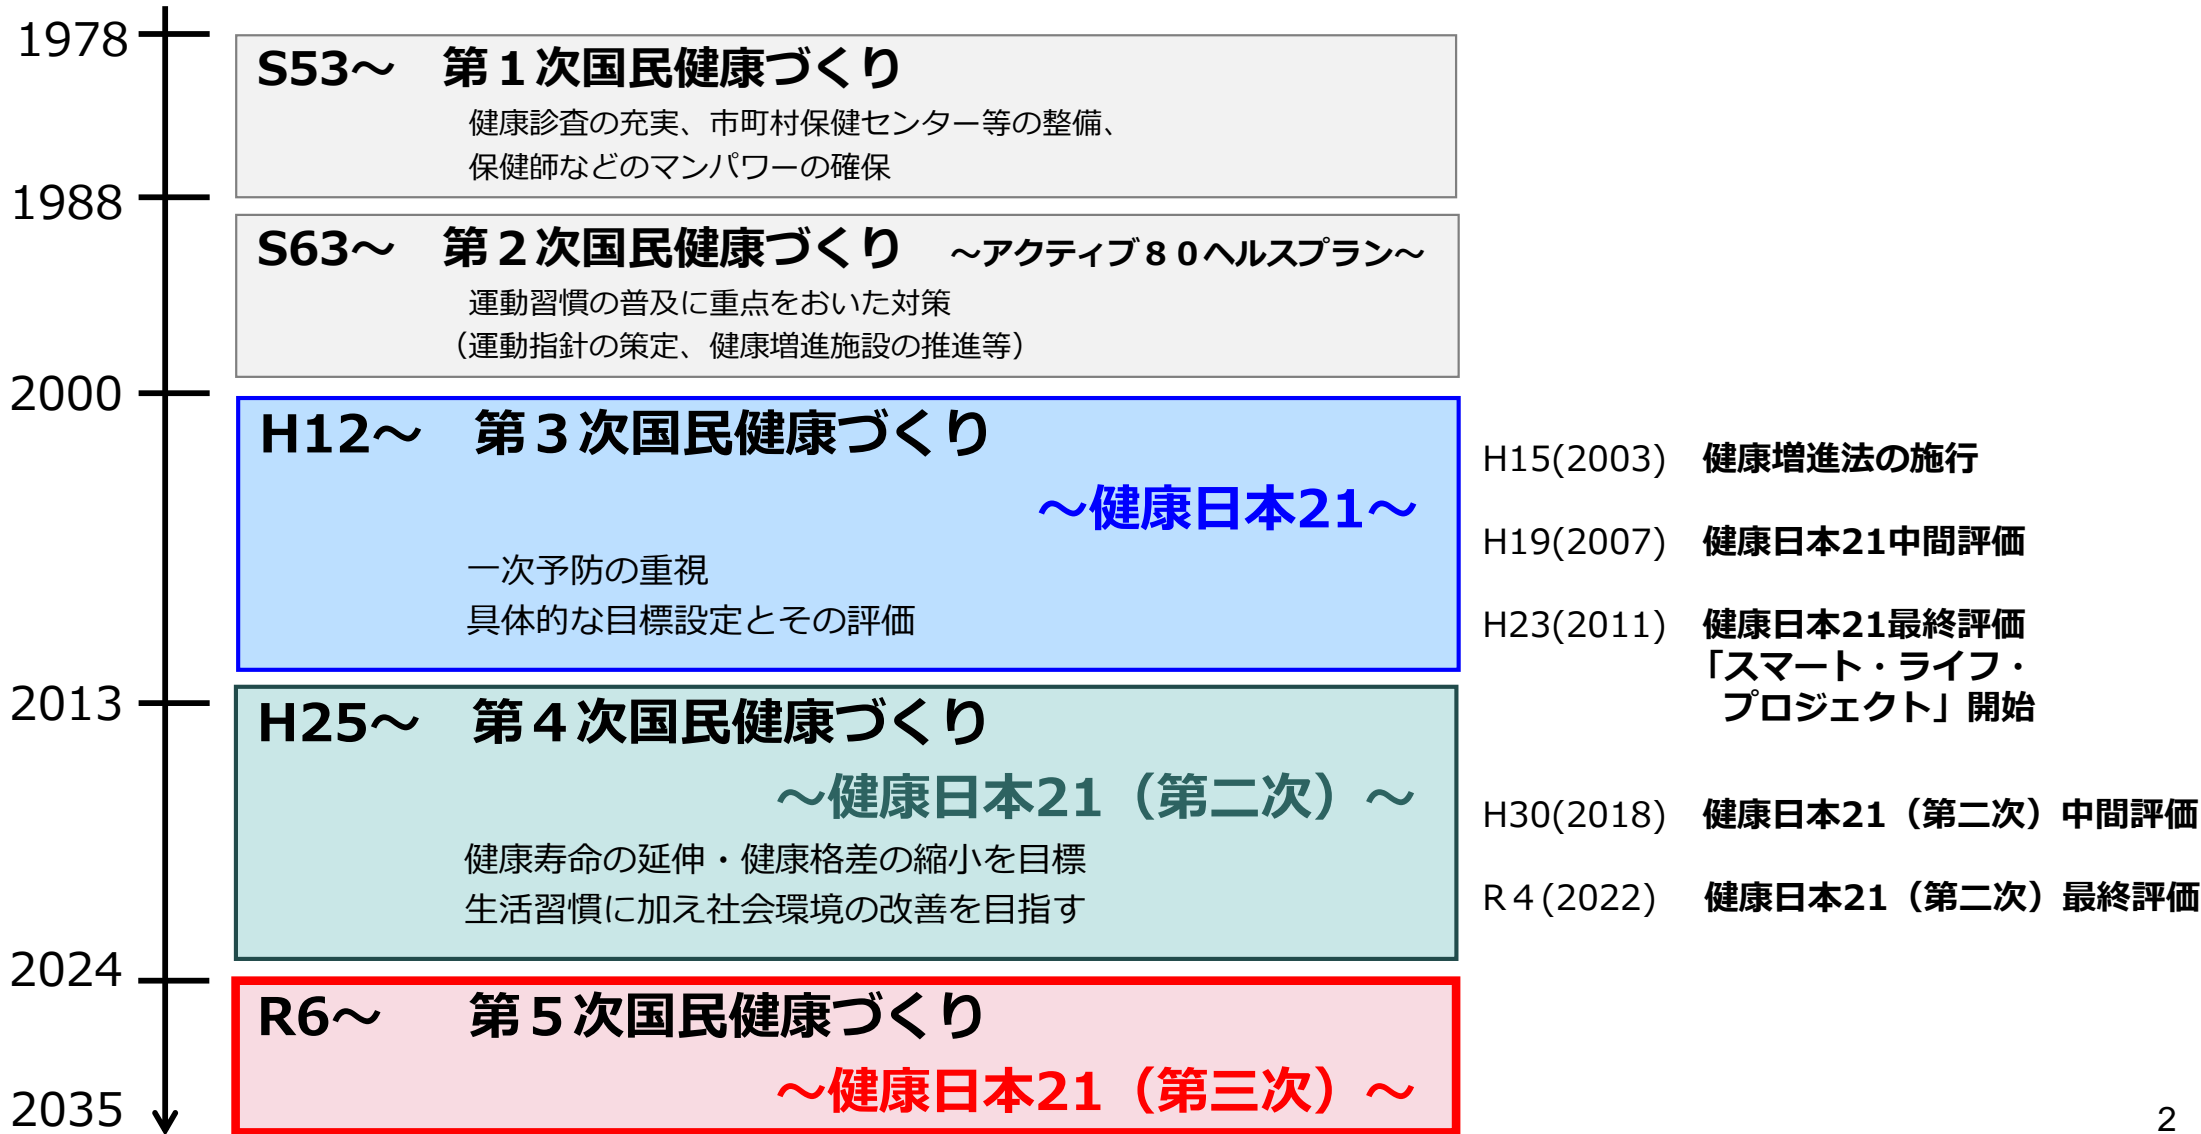 1978
S53～　第１次国民健康づくり
健康診査の充実、市町村保健センター等の整備、
保健師などのマンパワーの確保
1988
S63～　第２次国民健康づくり　～アクティブ８０ヘルスプラン～
運動習慣の普及に重点をおいた対策
（運動指針の策定、健康増進施設の推進等）
2000
H12～　第３次国民健康づくり
～健康日本21～
一次予防の重視
具体的な目標設定とその評価
H15(2003)　健康増進法の施行
H19(2007)　健康日本21中間評価
H23(2011)　健康日本21最終評価
「スマート・ライフ・
プロジェクト」開始
2013
H25～　第４次国民健康づくり
～健康日本21（第二次）～
健康寿命の延伸・健康格差の縮小を目標
生活習慣に加え社会環境の改善を目指す
H30(2018)　健康日本21（第二次）中間評価
R４(2022)　健康日本21（第二次）最終評価
2024
R6～　第５次国民健康づくり
～健康日本21（第三次）～
2035
2